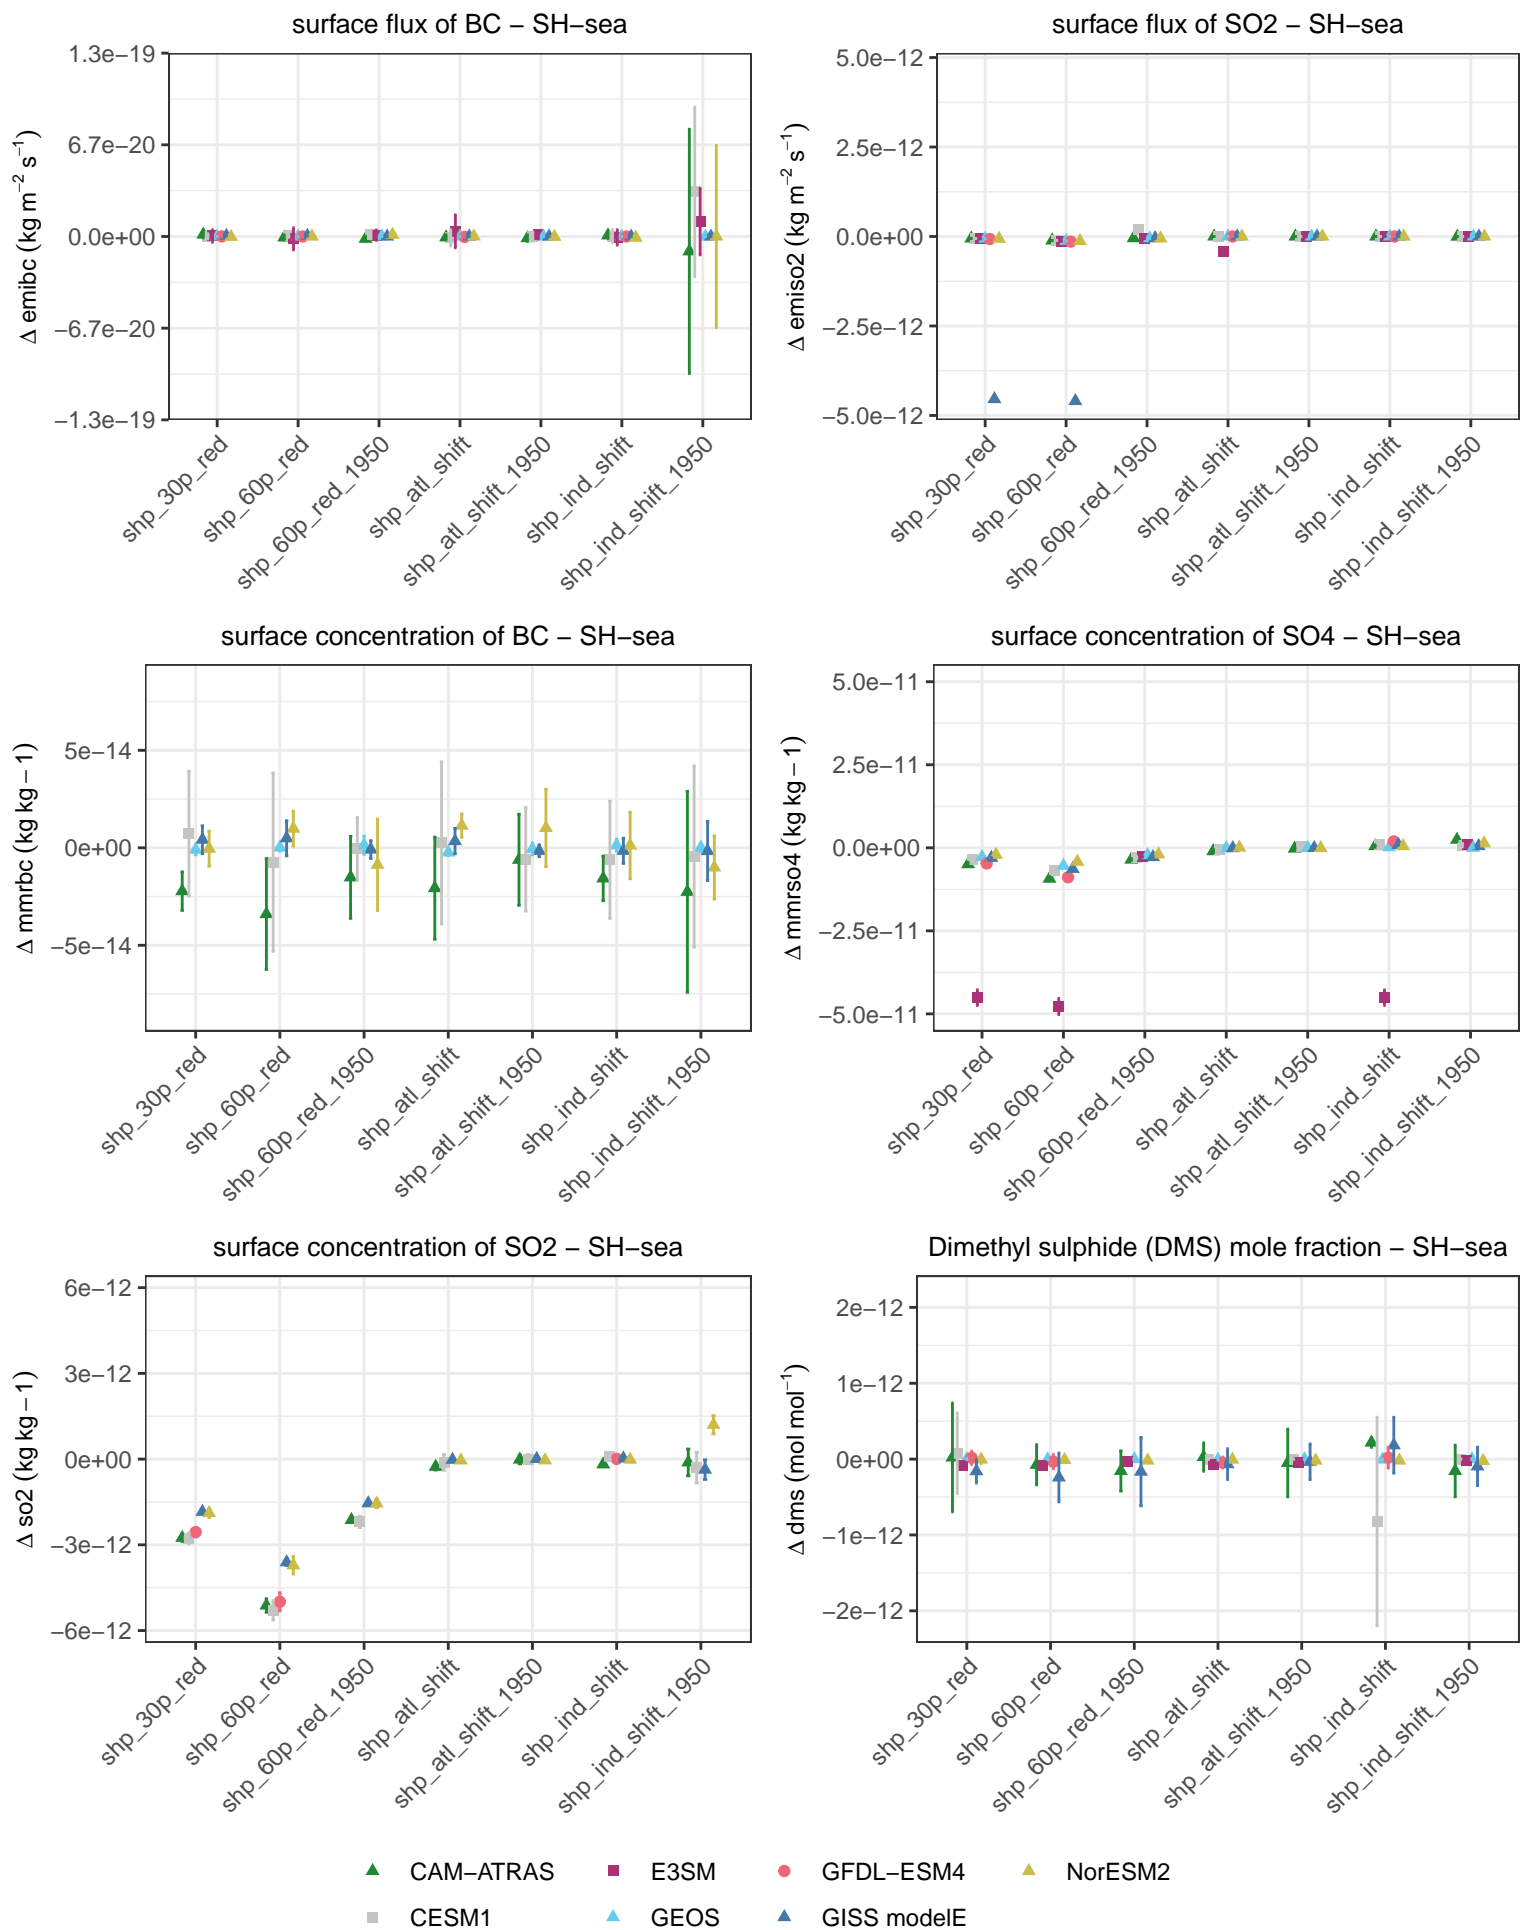 surface flux of BC − SH−sea
Δ emibc (kg m−2 s−1)
1.3e−19
6.7e−20
0.0e+00
−6.7e−20
−1.3e−19
shp_30p_red
shp_60p_red
shp_60p_red_1950
shp_atl_shift
shp_atl_shift_1950
shp_ind_shift
shp_ind_shift_1950
surface flux of SO2 − SH−sea
Δ emiso2 (kg m−2 s−1)
5.0e−12
2.5e−12
0.0e+00
−2.5e−12
−5.0e−12
shp_30p_red
shp_60p_red
shp_60p_red_1950
shp_atl_shift
shp_atl_shift_1950
shp_ind_shift
shp_ind_shift_1950
surface concentration of BC − SH−sea
Δ mmrbc (kg kg − 1)
5e−14
0e+00
−5e−14
shp_30p_red
shp_60p_red
shp_60p_red_1950
shp_atl_shift
shp_atl_shift_1950
shp_ind_shift
shp_ind_shift_1950
surface concentration of SO4 − SH−sea
Δ mmrso4 (kg kg − 1)
5.0e−11
2.5e−11
0.0e+00
−2.5e−11
−5.0e−11
shp_30p_red
shp_60p_red
shp_60p_red_1950
shp_atl_shift
shp_atl_shift_1950
shp_ind_shift
shp_ind_shift_1950
surface concentration of SO2 − SH−sea
Δ so2 (kg kg − 1)
6e−12
3e−12
0e+00
−3e−12
−6e−12
shp_30p_red
shp_60p_red
shp_60p_red_1950
shp_atl_shift
shp_atl_shift_1950
shp_ind_shift
shp_ind_shift_1950
Dimethyl sulphide (DMS) mole fraction − SH−sea
Δ dms (mol mol−1)
2e−12
1e−12
0e+00
−1e−12
−2e−12
shp_30p_red
shp_60p_red
shp_60p_red_1950
shp_atl_shift
shp_atl_shift_1950
shp_ind_shift
shp_ind_shift_1950
CAM−ATRAS E3SM GFDL−ESM4 NorESM2
CESM1 GEOS GISS modelE